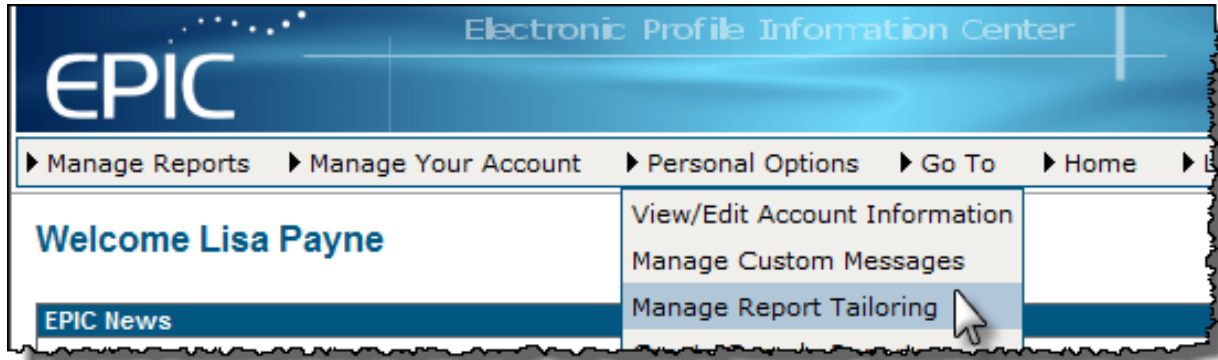 Electronic Profile Information Center
EPIC
Manage Reports Manage Your Account Personal Options Go To Home
View/Edit Account Information
Welcome Lisa Payne
Manage Custom Messages
Manage Report Tailoring
EPIC News